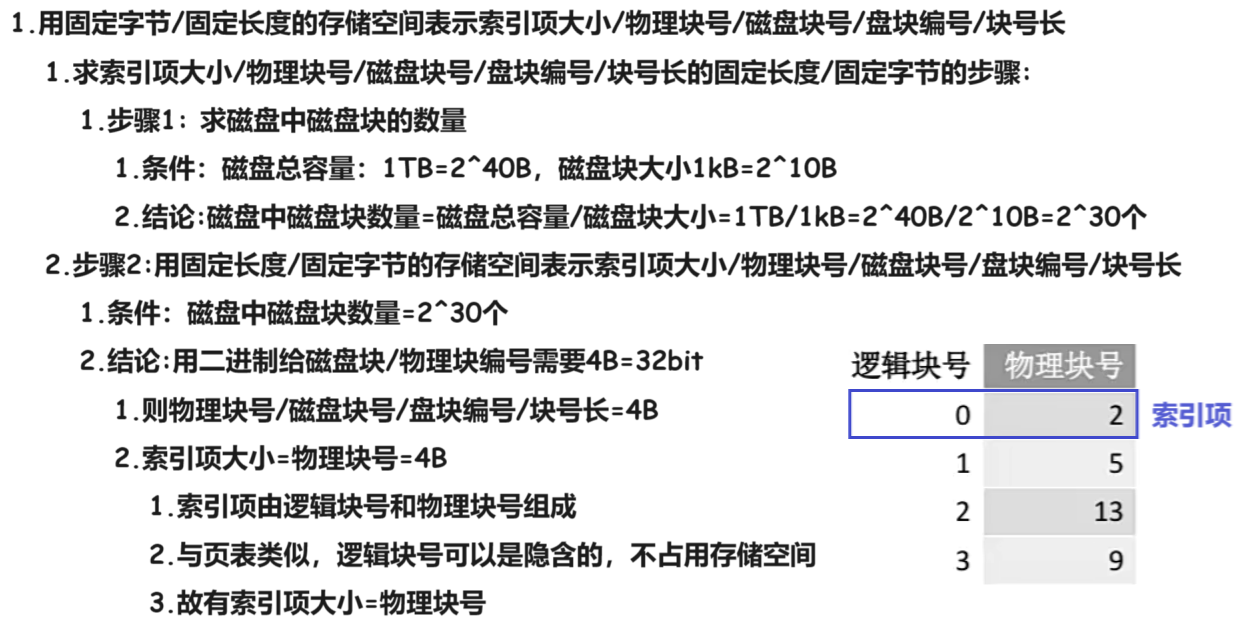 1.用固定字节/固定长度的存储空间表示索引项大小/物理块号/磁盘块号/盘块编号/块号长
1.求索引项大小/物理块号/磁盘块号/盘块编号/块号长的固定长度/固定字节的步骤:
1.步骤1: 求磁盘中磁盘块的数量
1.条件: 磁盘总容量: 1TB=2^40B, 磁盘块大小1kB=2^10B
2.结论:磁盘中磁盘块数量=磁盘总容量/磁盘块大小=1TB/1kB=2^40B/2^10B=2^30个
2.步骤2:用固定长度/固定字节的存储空间表示索引项大小/物理块号/磁盘块号/盘块编号/块号长
1.条件: 磁盘中磁盘块数量=2^30个
2.结论:用二进制给磁盘块/物理块编号需要4B=32bit
1.则物理块号/磁盘块号/盘块编号/块号长=4B
2.索引项大小=物理块号=4B
1.索引项由逻辑块号和物理块号组成
2.与页表类似, 逻辑块号可以是隐含的, 不占用存储空间
3.故有索引项大小=物理块号
逻辑块号 物理块号
0 2 索引项
1 5
2 13
3 9